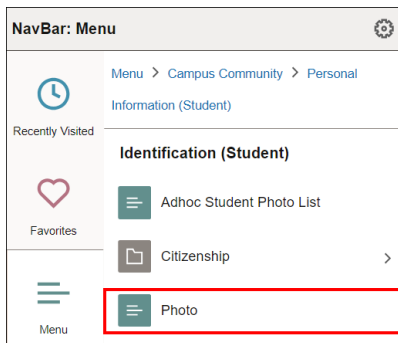 NavBar: Menu
Menu > Campus Community > Personal
Information (Student)
Recently Visited
Identification (Student)
Adhoc Student Photo List
Favorites
Citizenship
Photo
Menu